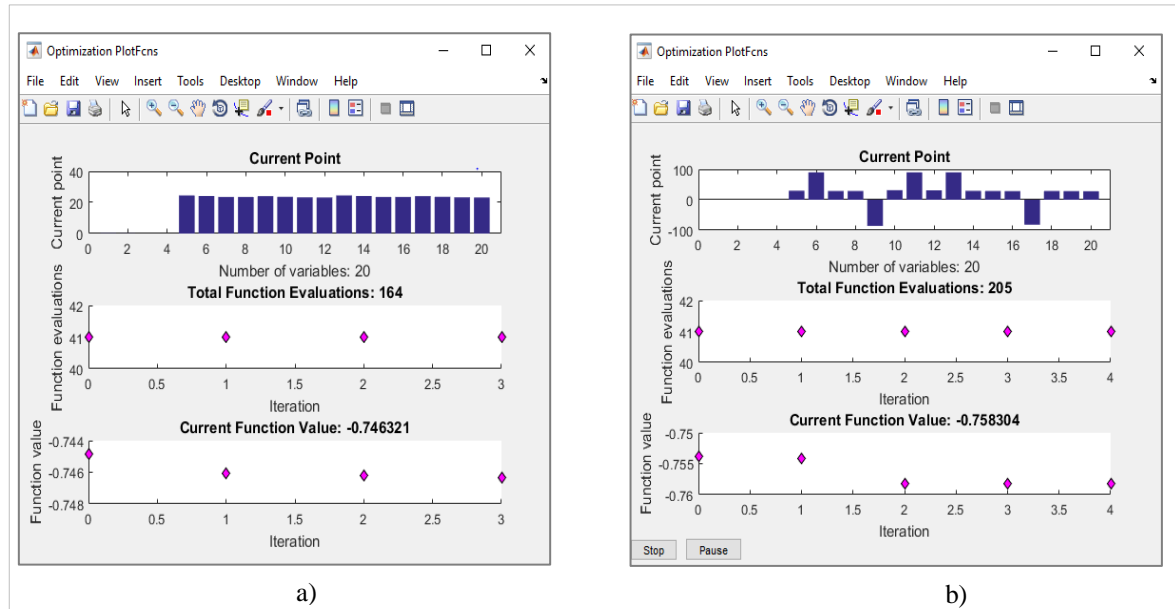 Optimization PlotFcns
File Edit View Insert Tools Desktop Window Help
Current Point
Current point
40
20
0
0 2 4 6 8 10 12 14 16 18 20
Number of variables: 20
Total Function Evaluations: 164
Function evaluations
42
41
40
0 0.5 1 1.5 2 2.5 3
Iteration
Current Function Value: -0.746321
Function value
-0.744
-0.746
-0.748
0 0.5 1 1.5 2 2.5 3
Iteration
a)
Optimization PlotFcns
File Edit View Insert Tools Desktop Window Help
Current Point
Current point
100
0
-100
0 2 4 6 8 10 12 14 16 18 20
Number of variables: 20
Total Function Evaluations: 205
Function evaluations
42
41
40
0 0.5 1 1.5 2 2.5 3 3.5 4
Iteration
Current Function Value: -0.758304
Function value
-0.75
-0.755
-0.76
0 0.5 1 1.5 2 2.5 3 3.5 4
Iteration
Stop Pause
b)